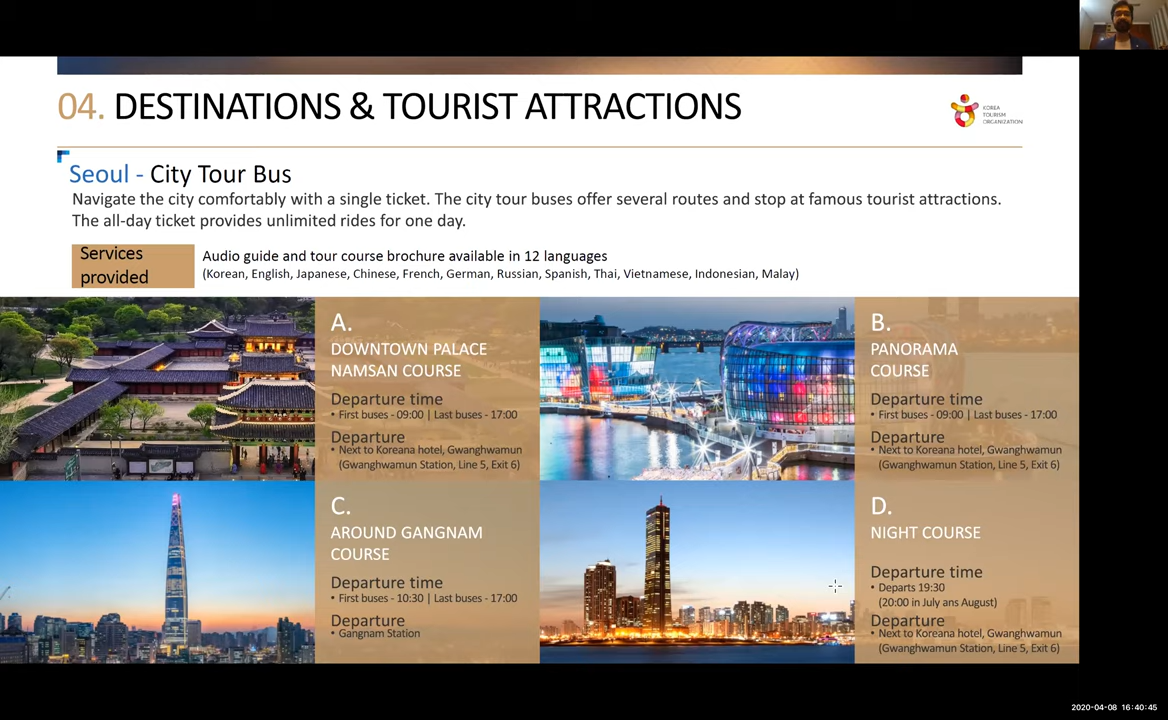 04. DESTINATIONS & TOURIST ATTRACTIONS
KOREA
TOURISM
ORGANIZATION
Seoul - City Tour Bus
Navigate the city comfortably with a single ticket. The city tour buses offer several routes and stop at famous tourist attractions.
The all-day ticket provides unlimited rides for one day.
Services
provided
Audio guide and tour course brochure available in 12 languages
(Korean, English, Japanese, Chinese, French, German, Russian, Spanish, Thai, Vietnamese, Indonesian, Malay)
A.
DOWNTOWN PALACE
NAMSAN COURSE
Departure time
• First buses - 09:00 | Last buses - 17:00
Departure
• Next to Koreana hotel, Gwanghwamun
(Gwanghwamun Station, Line 5, Exit 6)
B.
PANORAMA
COURSE
Departure time
• First buses - 09:00 | Last buses - 17:00
Departure
• Next to Koreana hotel, Gwanghwamun
(Gwanghwamun Station, Line 5, Exit 6)
C.
AROUND GANGNAM
COURSE
Departure time
• First buses - 10:30 | Last buses - 17:00
Departure
• Gangnam Station
D.
NIGHT COURSE
Departure time
• Departs 19:30
(20:00 in July ans August)
Departure
• Next to Koreana hotel, Gwanghwamun
(Gwanghwamun Station, Line 5, Exit 6)
2020-04-08 16:40:45